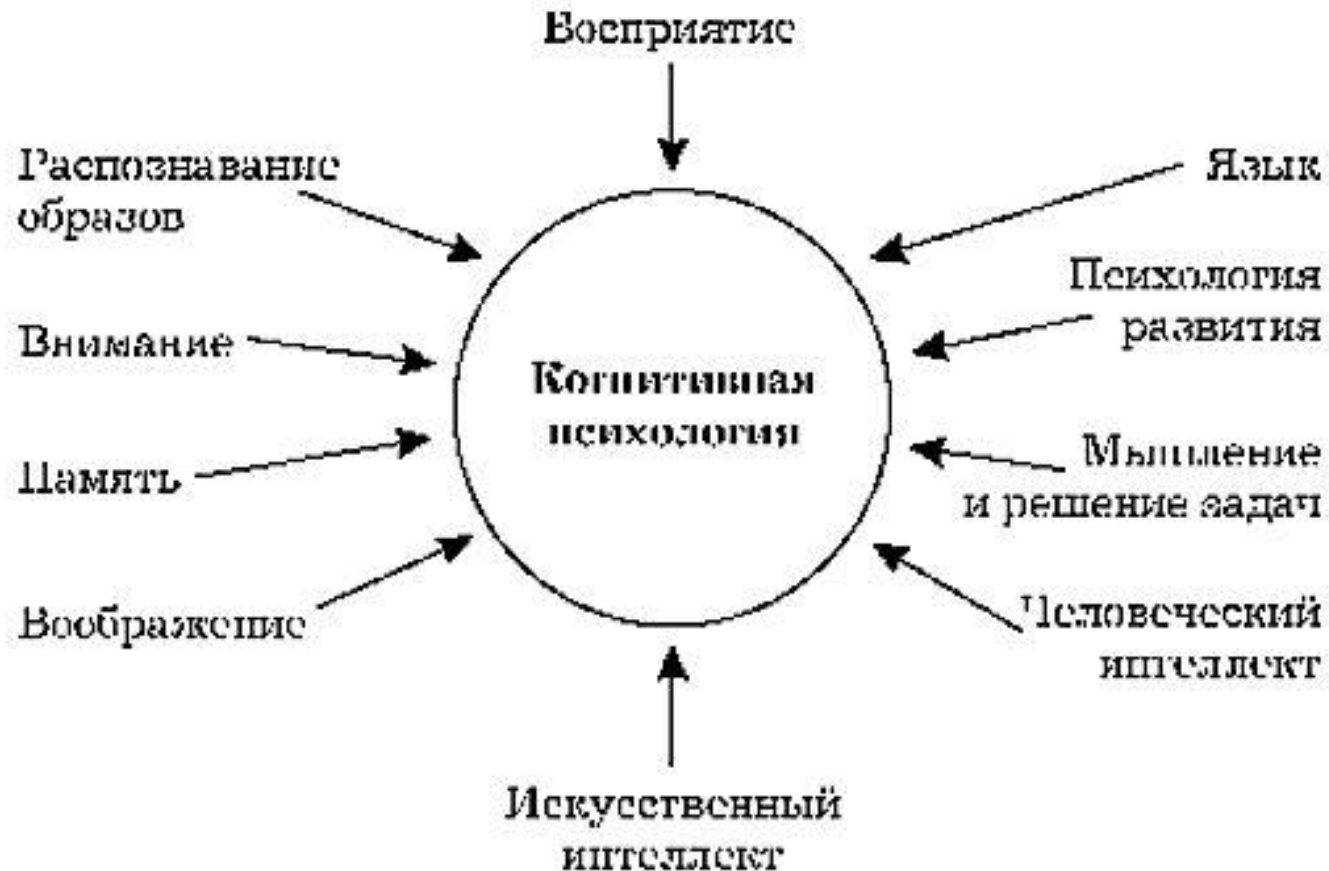 Восприятие
Распознавание
образов
Внимание
Память
Воображение
Когнитивная
психология
Язык
Психология
развития
Мышление
и решение задач
Человеческий
интеллект
Искусственный
интеллект